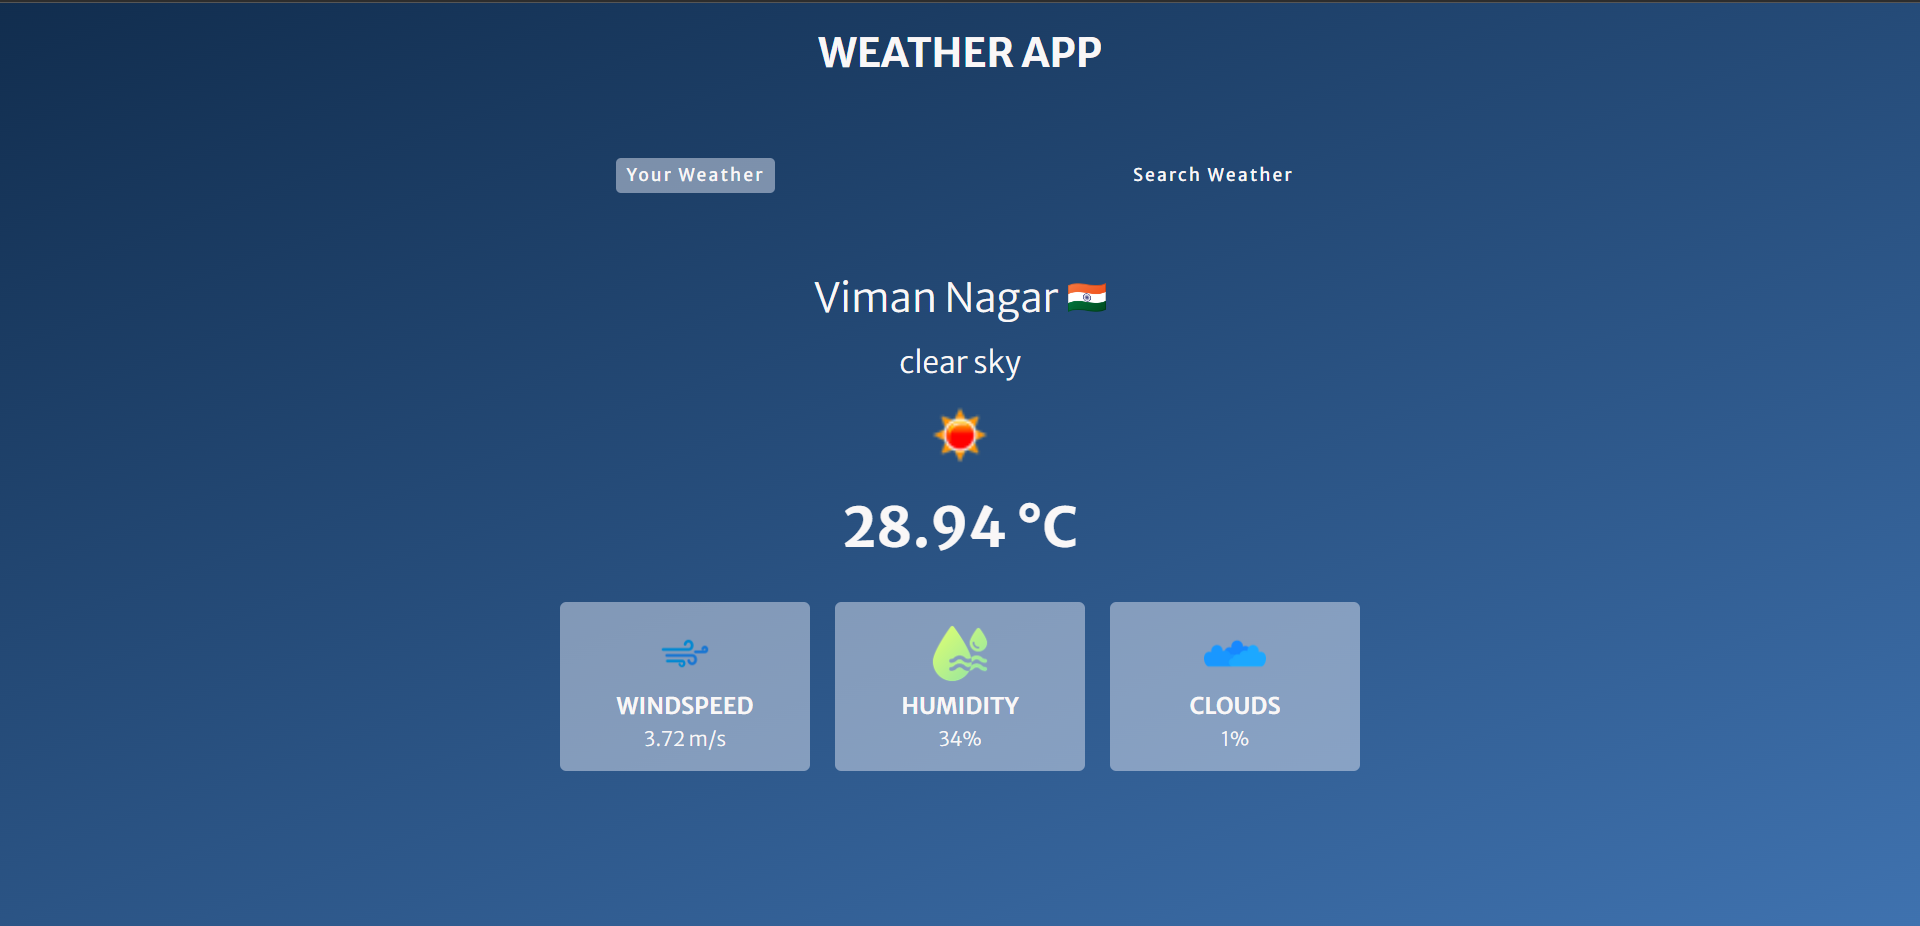 WEATHER APP
Your Weather
Search Weather
Viman Nagar
clear sky
28.94 °C
WINDSPEED
3.72 m/s
HUMIDITY
34%
CLOUDS
1%